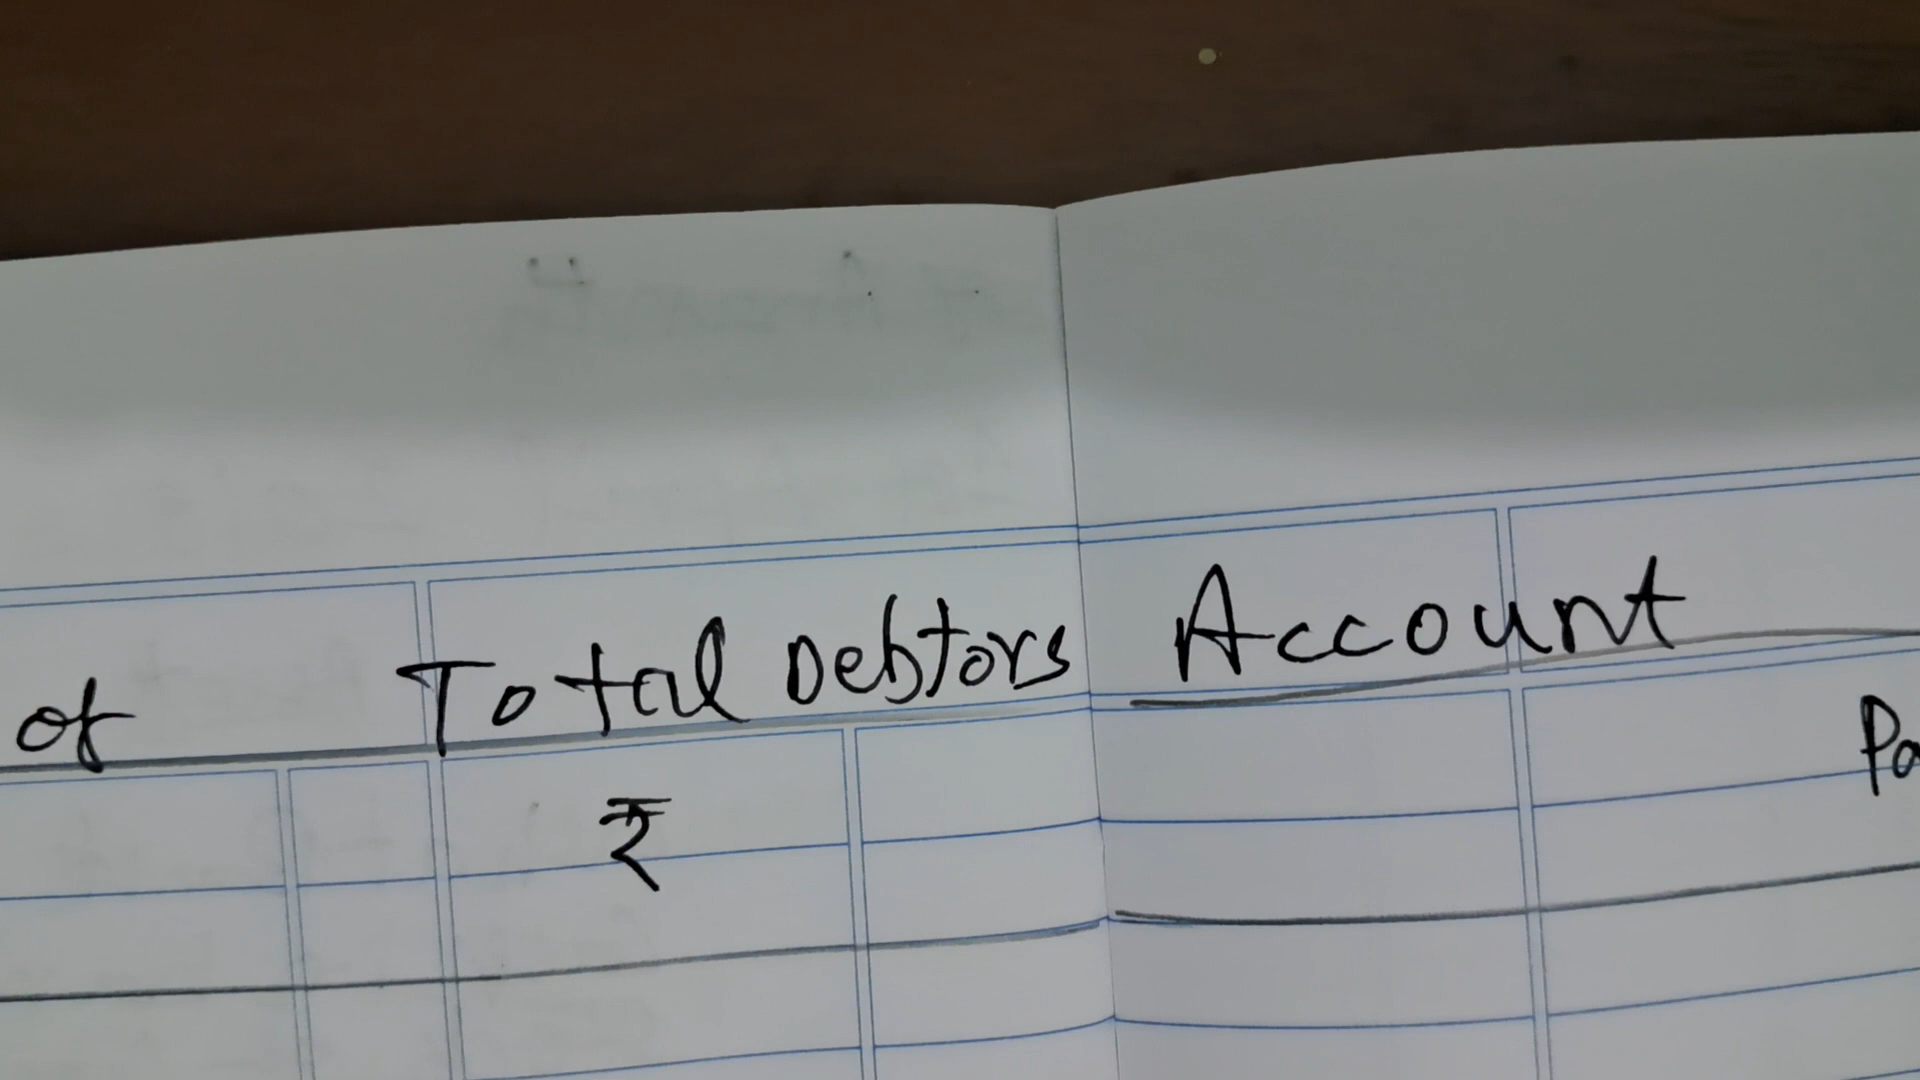 of Total Debtors Account
₹